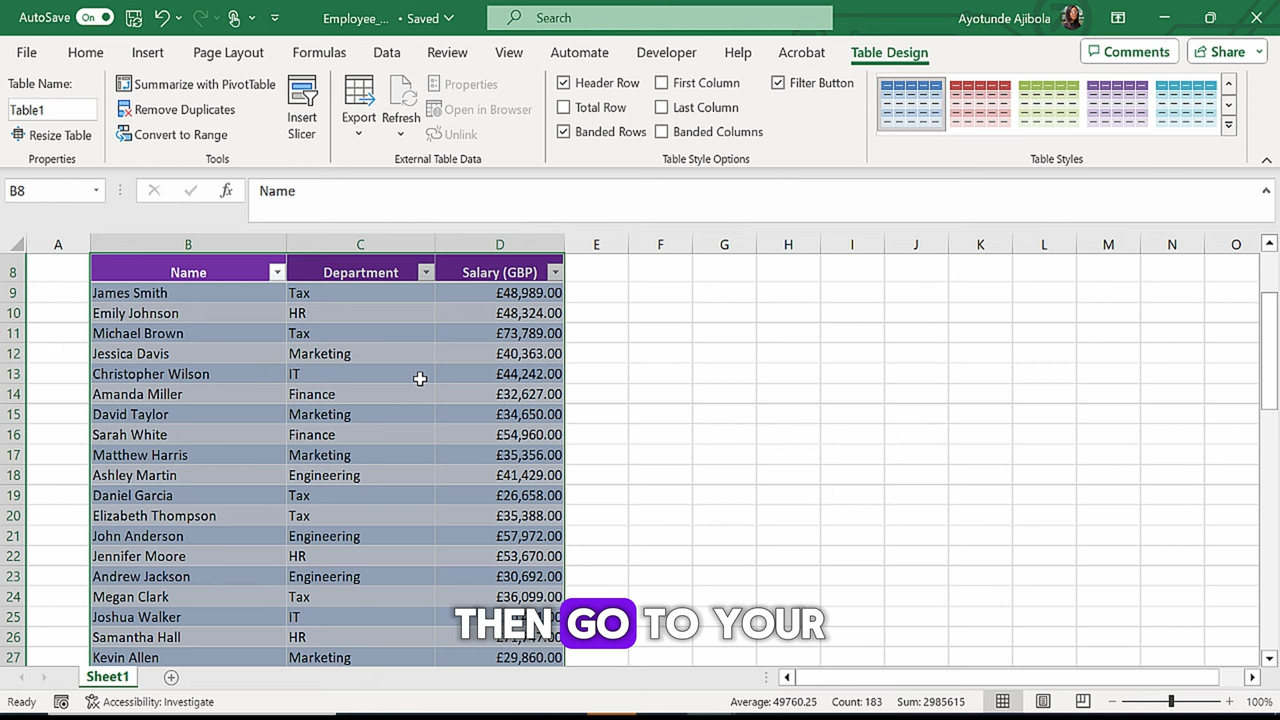 AutoSave On Employee_... • Saved Search Ayotunde Ajibola
File Home Insert Page Layout Formulas Data Review View Automate Developer Help Acrobat Table Design Comments Share
Table Name:
Table1
Resize Table
Properties
Summarize with PivotTable
Remove Duplicates
Convert to Range
Tools
Insert
Slicer
Export
Refresh
Properties
Open in Browser
Unlink
External Table Data
Header Row First Column Filter Button
Total Row Last Column
Banded Rows Banded Columns
Table Style Options
Table Styles
B8 fx Name
A B C D E F G H I J K L M N O
8 Name Department Salary (GBP)
9 James Smith Tax £48,989.00
10 Emily Johnson HR £48,324.00
11 Michael Brown Tax £73,789.00
12 Jessica Davis Marketing £40,363.00
13 Christopher Wilson IT £44,242.00
14 Amanda Miller Finance £32,627.00
15 David Taylor Marketing £34,650.00
16 Sarah White Finance £54,960.00
17 Matthew Harris Marketing £35,356.00
18 Ashley Martin Engineering £41,429.00
19 Daniel Garcia Tax £26,658.00
20 Elizabeth Thompson Tax £35,388.00
21 John Anderson Engineering £57,972.00
22 Jennifer Moore HR £53,670.00
23 Andrew Jackson Engineering £30,692.00
24 Megan Clark Tax £36,099.00
25 Joshua Walker IT
26 Samantha Hall HR
27 Kevin Allen Marketing £29,860.00
THEN GO TO YOUR
Sheet1
Ready Accessibility: Investigate Average: 49760.25 Count: 183 Sum: 2985615 100%